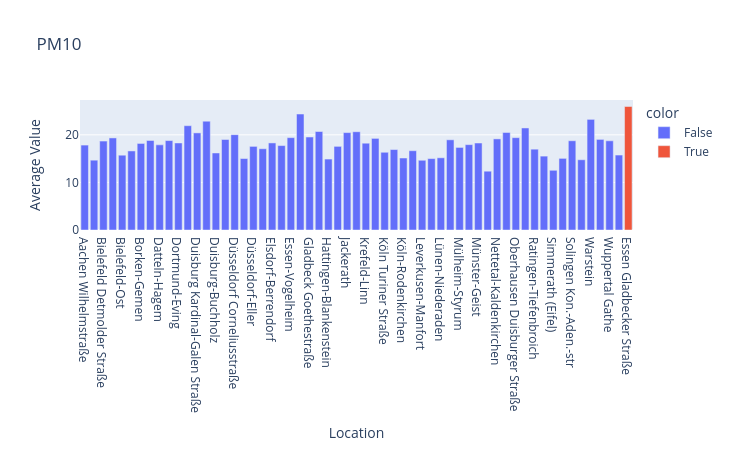 PM10
color
False
True
Average Value
20
10
0
Aachen Wilhelmstraße
Bielefeld Detmolder Straße
Bielefeld-Ost
Borken-Gemen
Datteln-Hagem
Dortmund-Eving
Duisburg Kardinal-Galen Straße
Duisburg-Buchholz
Düsseldorf Corneliusstraße
Düsseldorf-Eller
Elsdorf-Berrendorf
Essen-Vogelheim
Gladbeck Goethestraße
Hattingen-Blankenstein
Jackerath
Krefeld-Linn
Köln Turiner Straße
Köln-Rodenkirchen
Leverkusen-Manfort
Lünen-Niederaden
Mülheim-Styrum
Münster-Geist
Nettetal-Kaldenkirchen
Oberhausen Duisburger Straße
Ratingen-Tiefenbroich
Simmerath (Eifel)
Solingen Kon.-Aden.-str
Warstein
Wuppertal Gathe
Essen Gladbecker Straße
Location